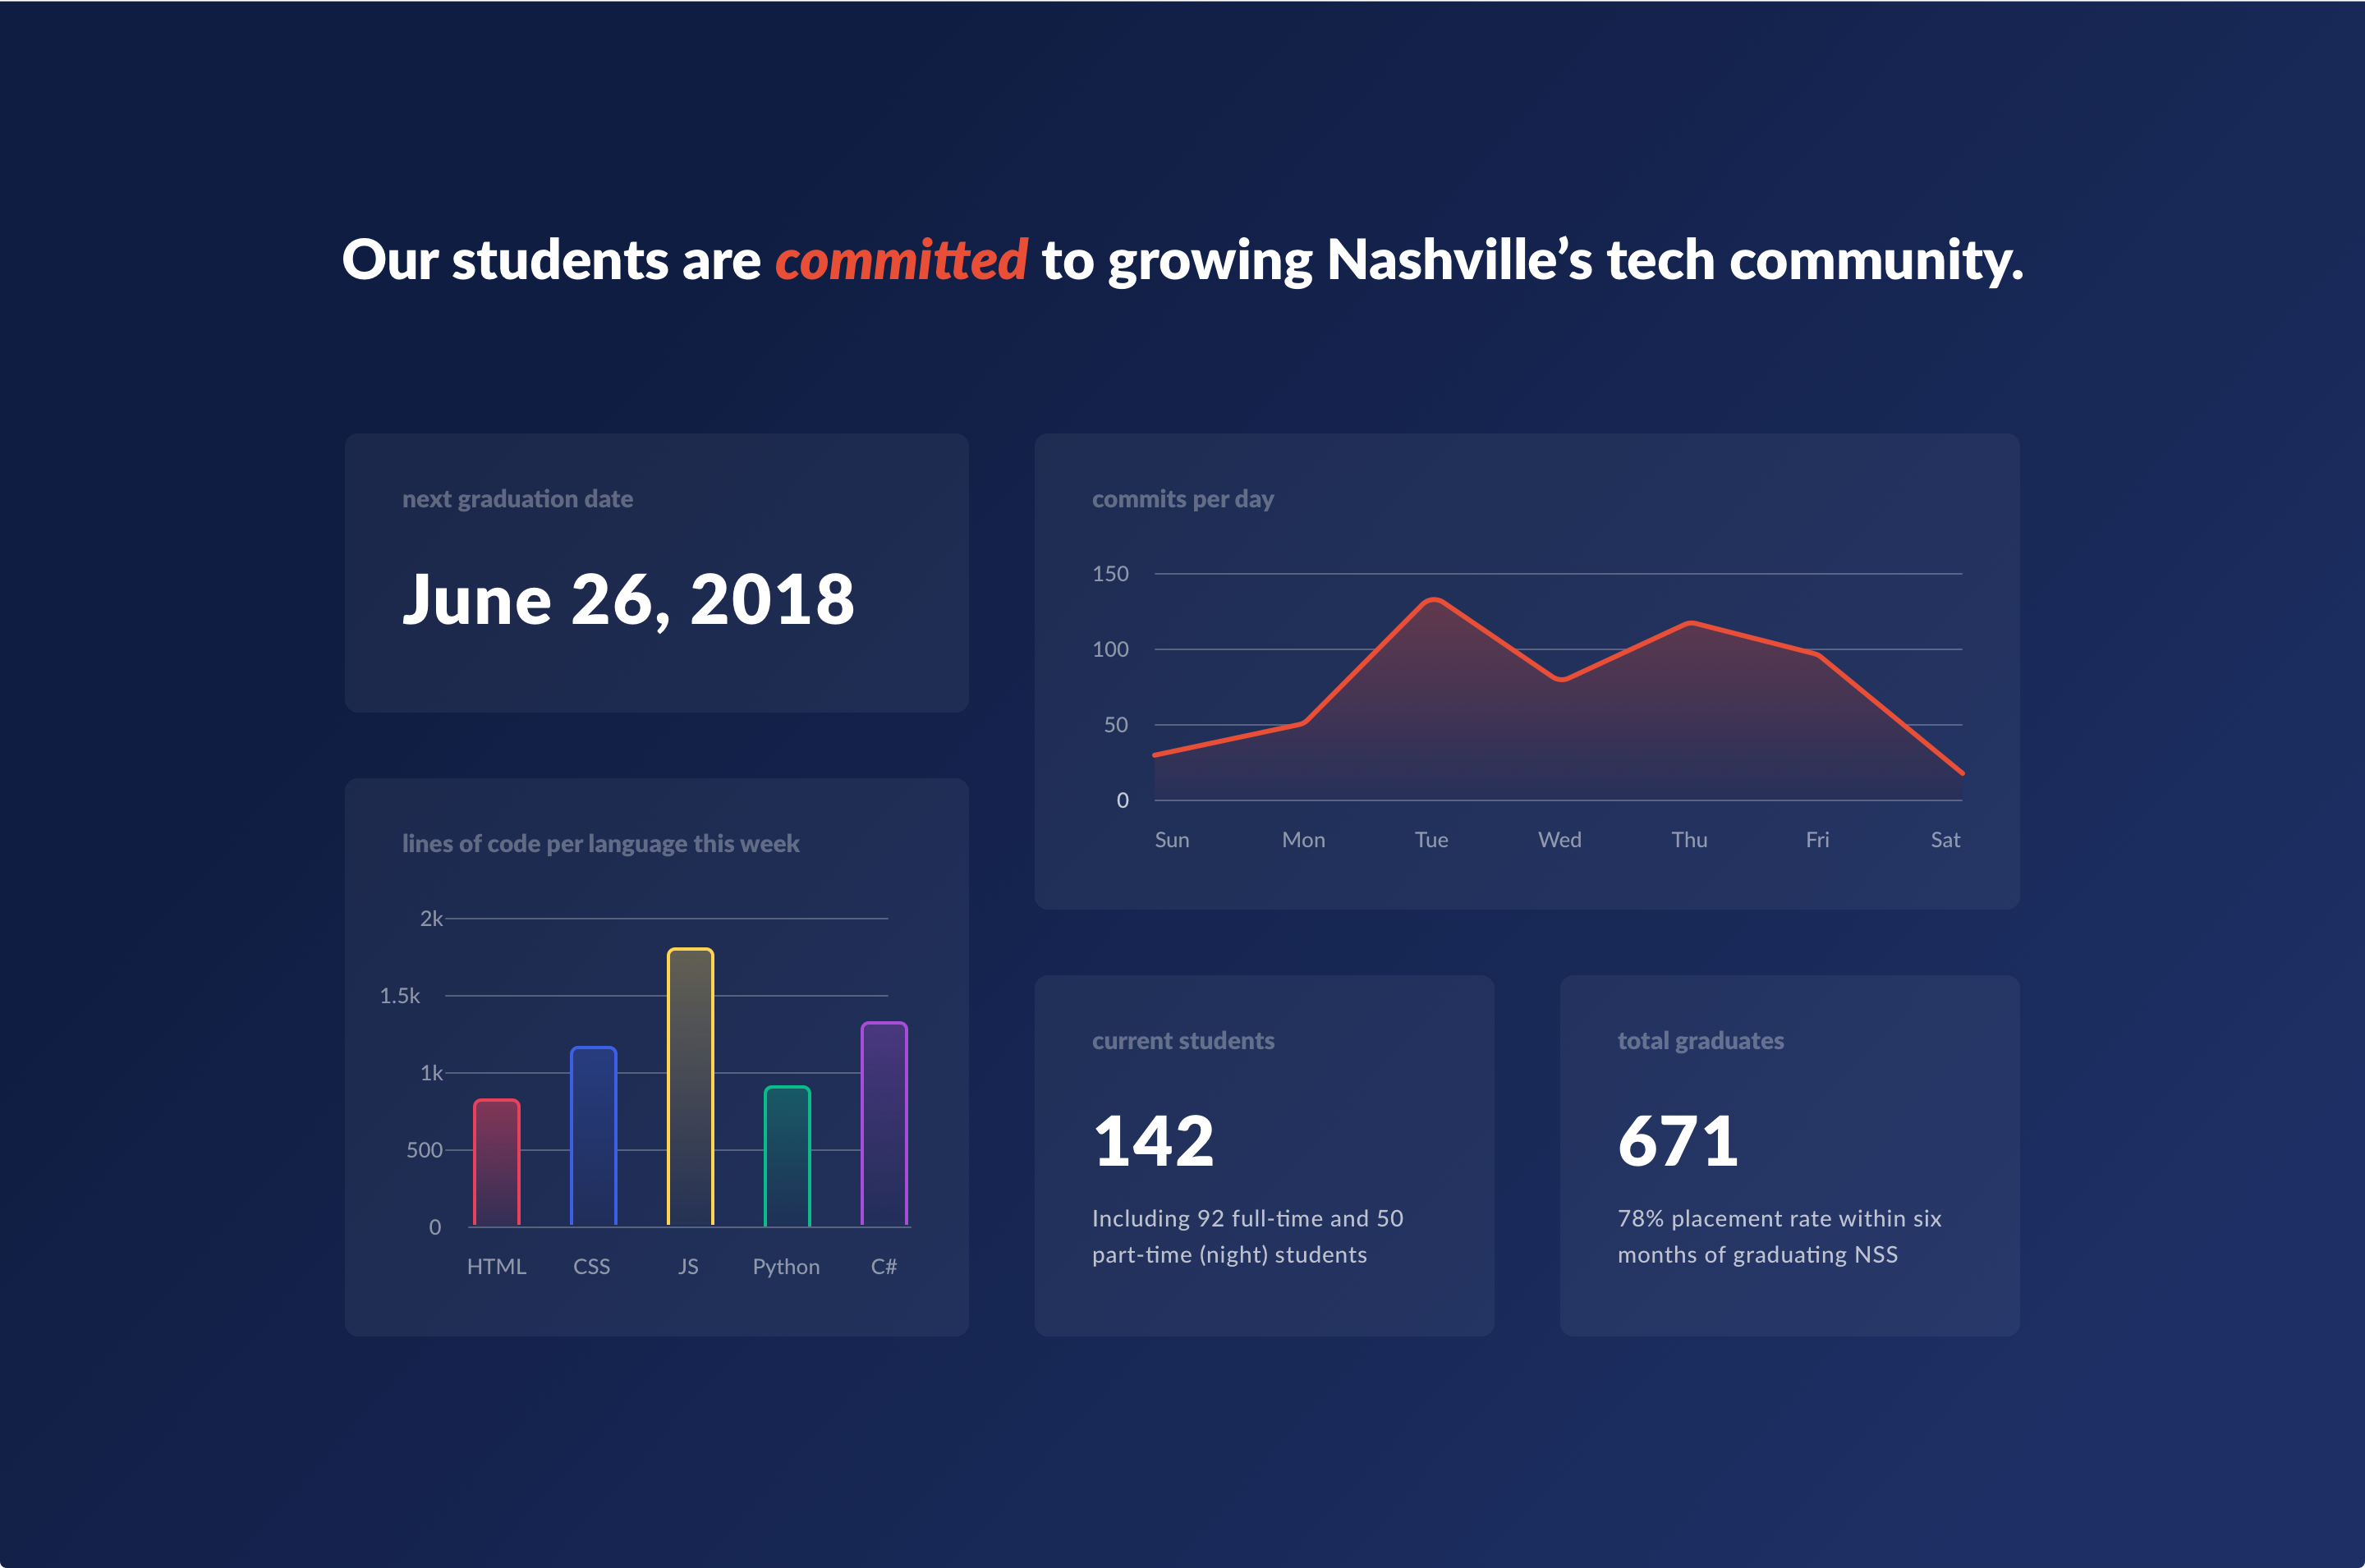 Our students are committed to growing Nashville’s tech community.
next graduation date
June 26, 2018
commits per day
150
100
50
0
Sun Mon Tue Wed Thu Fri Sat
lines of code per language this week
2k
1.5k
1k
500
0
HTML CSS JS Python C#
current students
142
Including 92 full-time and 50
part-time (night) students
total graduates
671
78% placement rate within six
months of graduating NSS